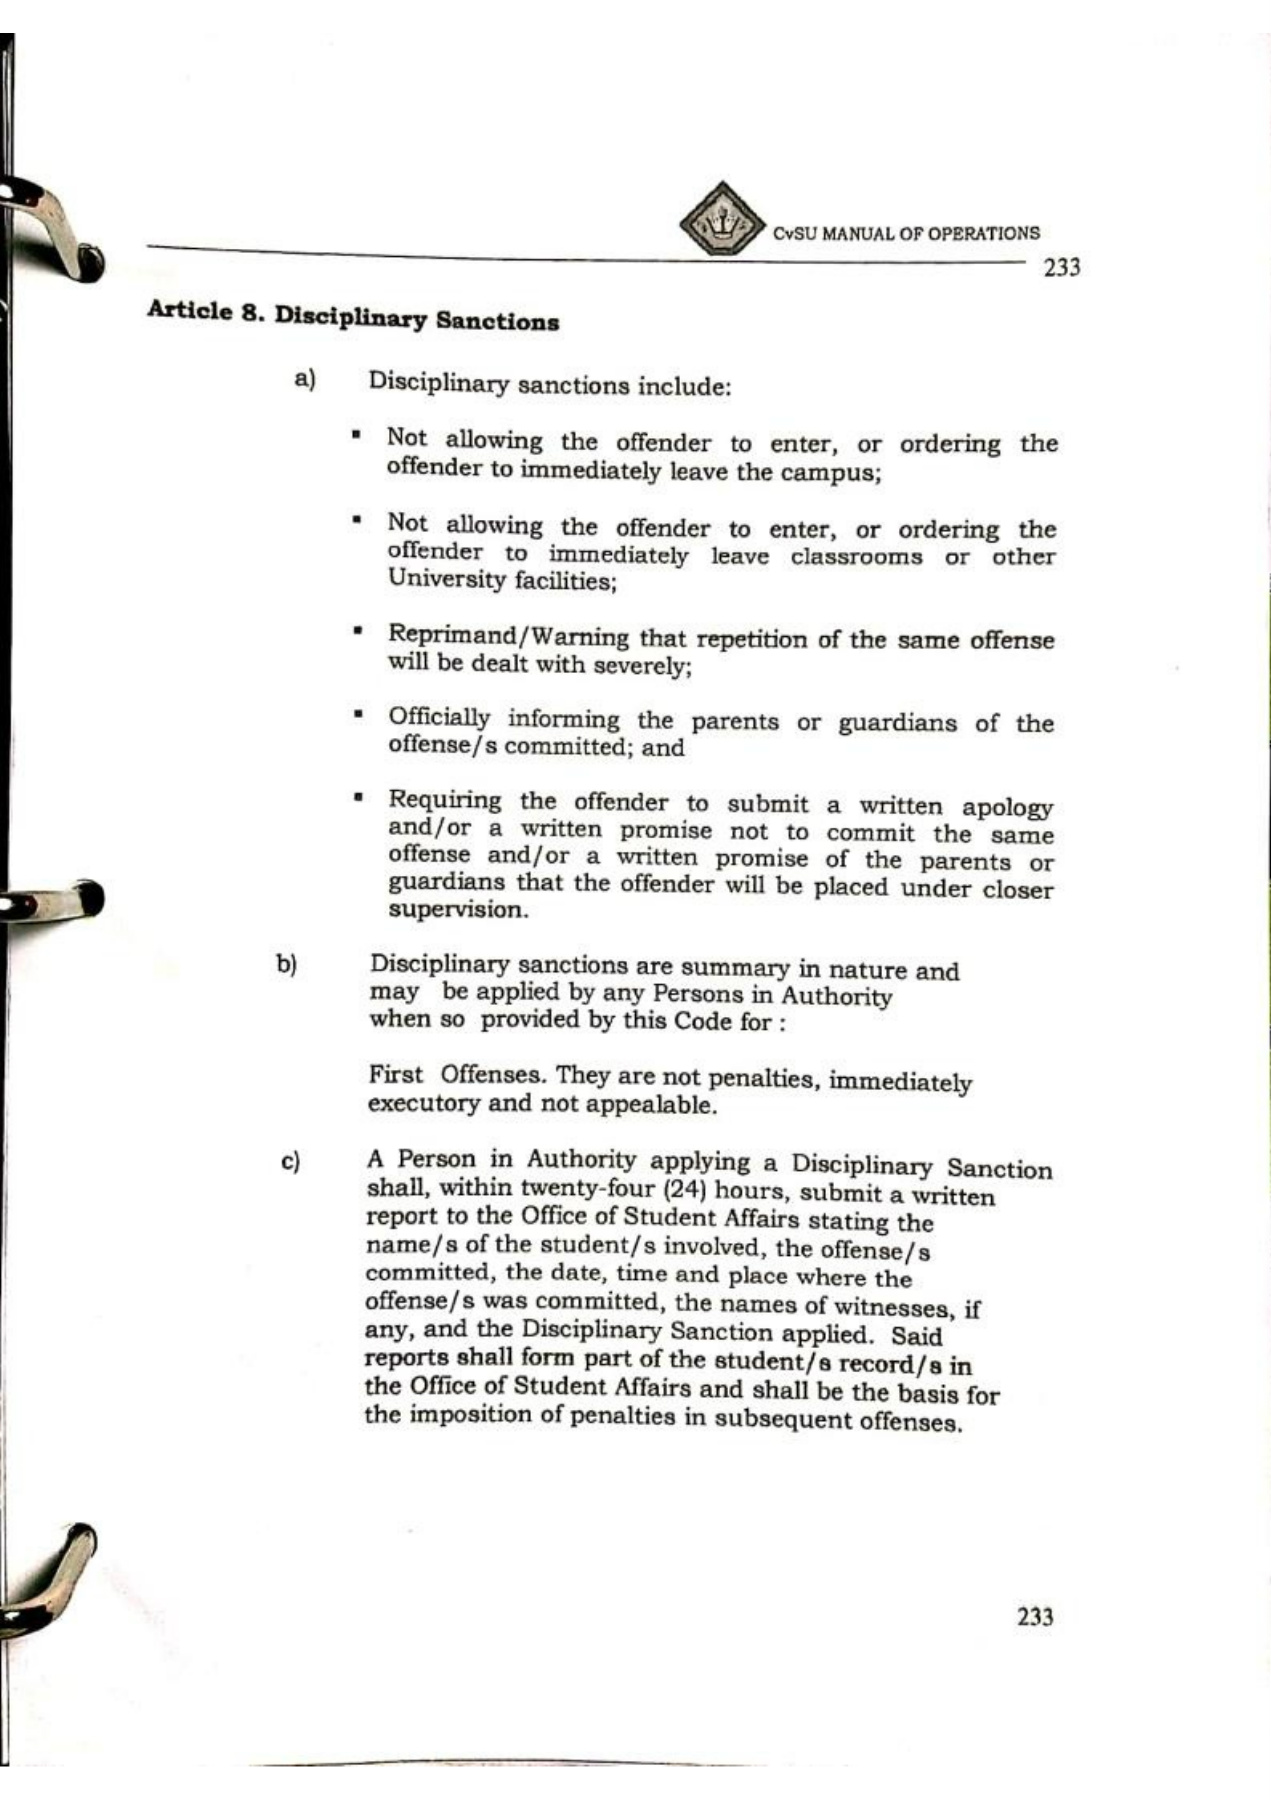 CvSU MANUAL OF OPERATIONS
233
Article 8. Disciplinary Sanctions
a) Disciplinary sanctions include:
▪ Not allowing the offender to enter, or ordering the
offender to immediately leave the campus;
▪ Not allowing the offender to enter, or ordering the
offender to immediately leave classrooms or other
University facilities;
▪ Reprimand/Warning that repetition of the same offense
will be dealt with severely;
▪ Officially informing the parents or guardians of the
offense/s committed; and
▪ Requiring the offender to submit a written apology
and/or a written promise not to commit the same
offense and/or a written promise of the parents or
guardians that the offender will be placed under closer
supervision.
b) Disciplinary sanctions are summary in nature and
may be applied by any Persons in Authority
when so provided by this Code for :
First Offenses. They are not penalties, immediately
executory and not appealable.
c) A Person in Authority applying a Disciplinary Sanction
shall, within twenty-four (24) hours, submit a written
report to the Office of Student Affairs stating the
name/s of the student/s involved, the offense/s
committed, the date, time and place where the
offense/s was committed, the names of witnesses, if
any, and the Disciplinary Sanction applied. Said
reports shall form part of the student/s record/s in
the Office of Student Affairs and shall be the basis for
the imposition of penalties in subsequent offenses.
233